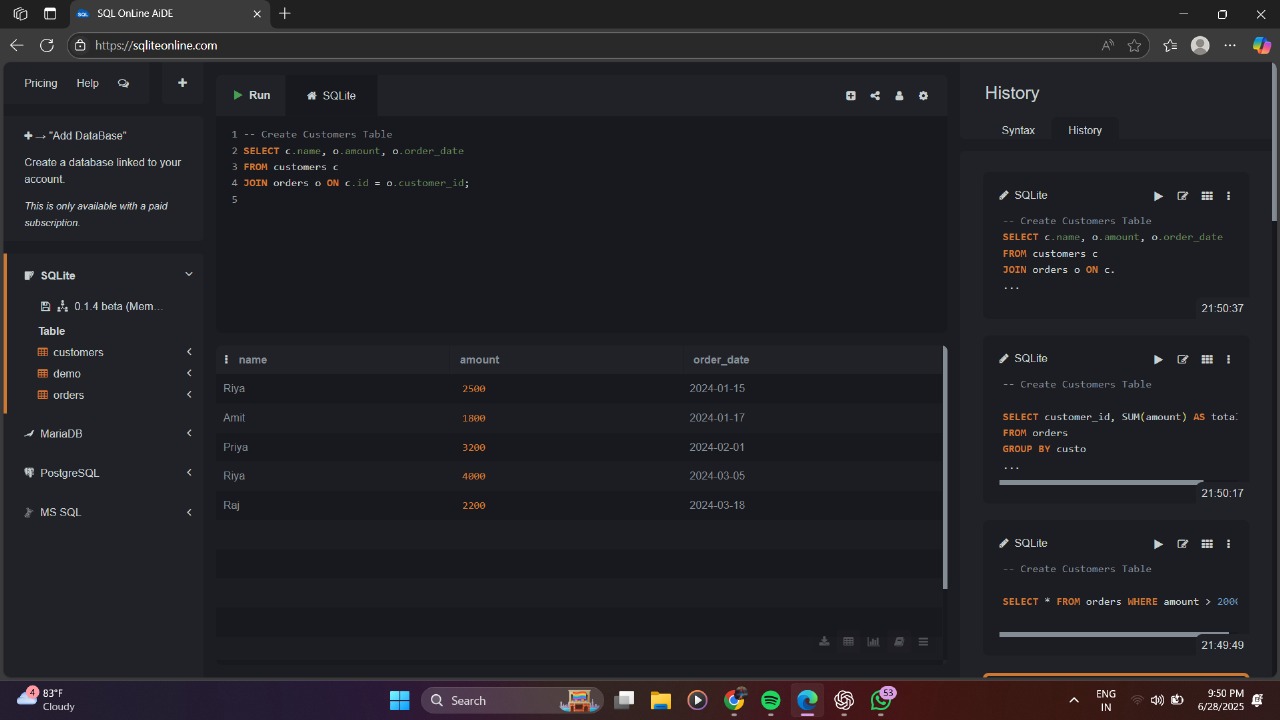 SQL OnLine AiDE
https://sqliteonline.com
Pricing Help
"Add DataBase"
Create a database linked to your
account.
This is only available with a paid
subscription.
SQLite
0.1.4 beta (Mem...
Table
customers
demo
orders
MariaDB
PostgreSQL
MS SQL
Run SQLite
1 -- Create Customers Table
2 SELECT c.name, o.amount, o.order_date
3 FROM customers c
4 JOIN orders o ON c.id = o.customer_id;
5
name amount order_date
Riya 2500 2024-01-15
Amit 1800 2024-01-17
Priya 3200 2024-02-01
Riya 4000 2024-03-05
Raj 2200 2024-03-18
History
Syntax History
SQLite
-- Create Customers Table
SELECT c.name, o.amount, o.order_date
FROM customers c
JOIN orders o ON c.
...
21:50:37
SQLite
-- Create Customers Table
SELECT customer_id, SUM(amount) AS total
FROM orders
GROUP BY custo
...
21:50:17
SQLite
-- Create Customers Table
SELECT * FROM orders WHERE amount > 2000
21:49:49
4
83°F
Cloudy
Search
53
ENG
IN
9:50 PM
6/28/2025